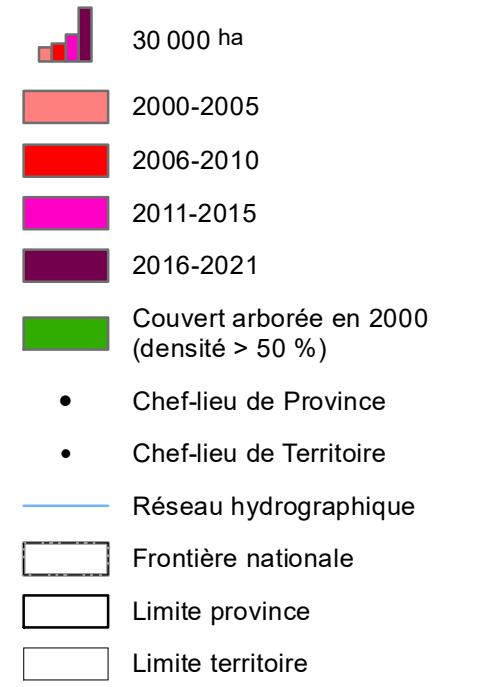 30 000 ha
2000-2005
2006-2010
2011-2015
2016-2021
Couvert arborée en 2000
(densité > 50 %)
Chef-lieu de Province
Chef-lieu de Territoire
Réseau hydrographique
Frontière nationale
Limite province
Limite territoire